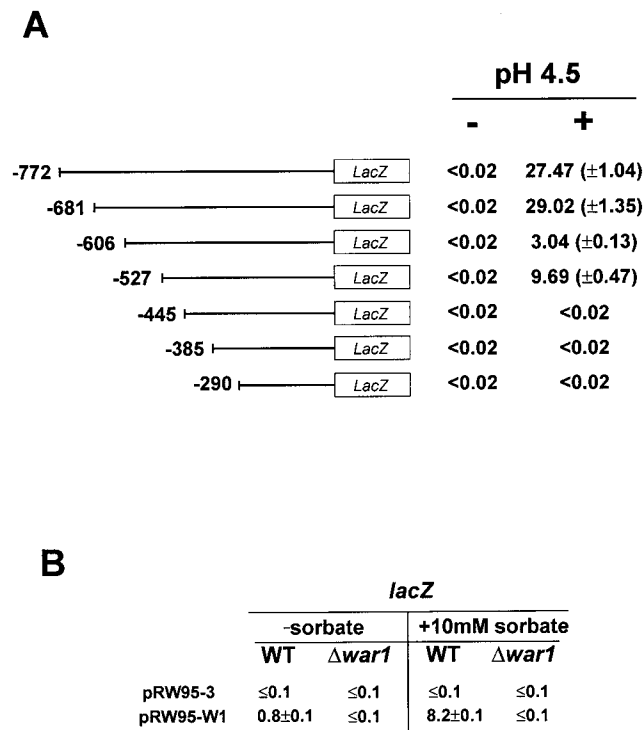 A
pH 4.5
- +
-772 LacZ <0.02 27.47 (±1.04)
-681 LacZ <0.02 29.02 (±1.35)
-606 LacZ <0.02 3.04 (±0.13)
-527 LacZ <0.02 9.69 (±0.47)
-445 LacZ <0.02 <0.02
-385 LacZ <0.02 <0.02
-290 LacZ <0.02 <0.02
B
lacZ
-sorbate +10mM sorbate
WT Δwar1 WT Δwar1
pRW95-3 ≤0.1 ≤0.1 ≤0.1 ≤0.1
pRW95-W1 0.8±0.1 ≤0.1 8.2±0.1 ≤0.1